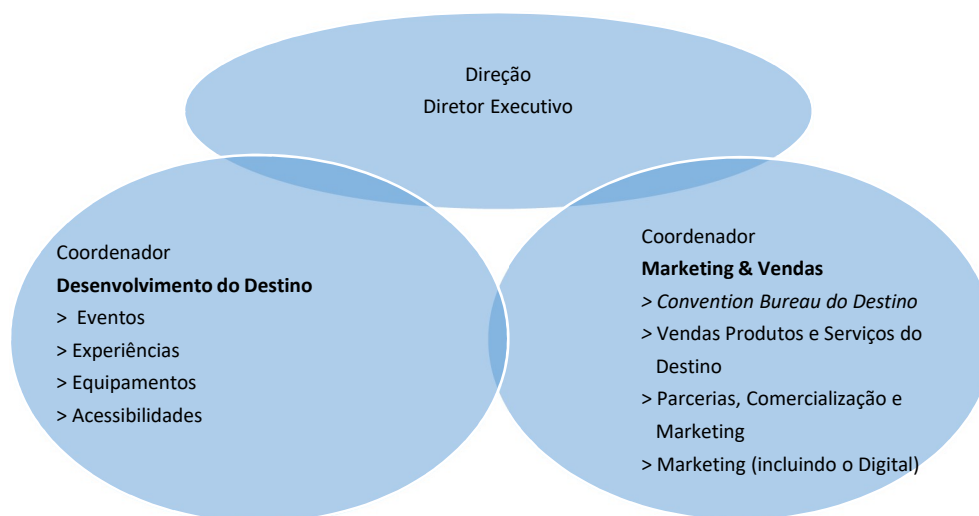 Direção
Diretor Executivo
Coordenador
Desenvolvimento do Destino
> Eventos
> Experiências
> Equipamentos
> Acessibilidades
Coordenador
Marketing & Vendas
> Convention Bureau do Destino
> Vendas Produtos e Serviços do
Destino
> Parcerias, Comercialização e
Marketing
> Marketing (incluindo o Digital)